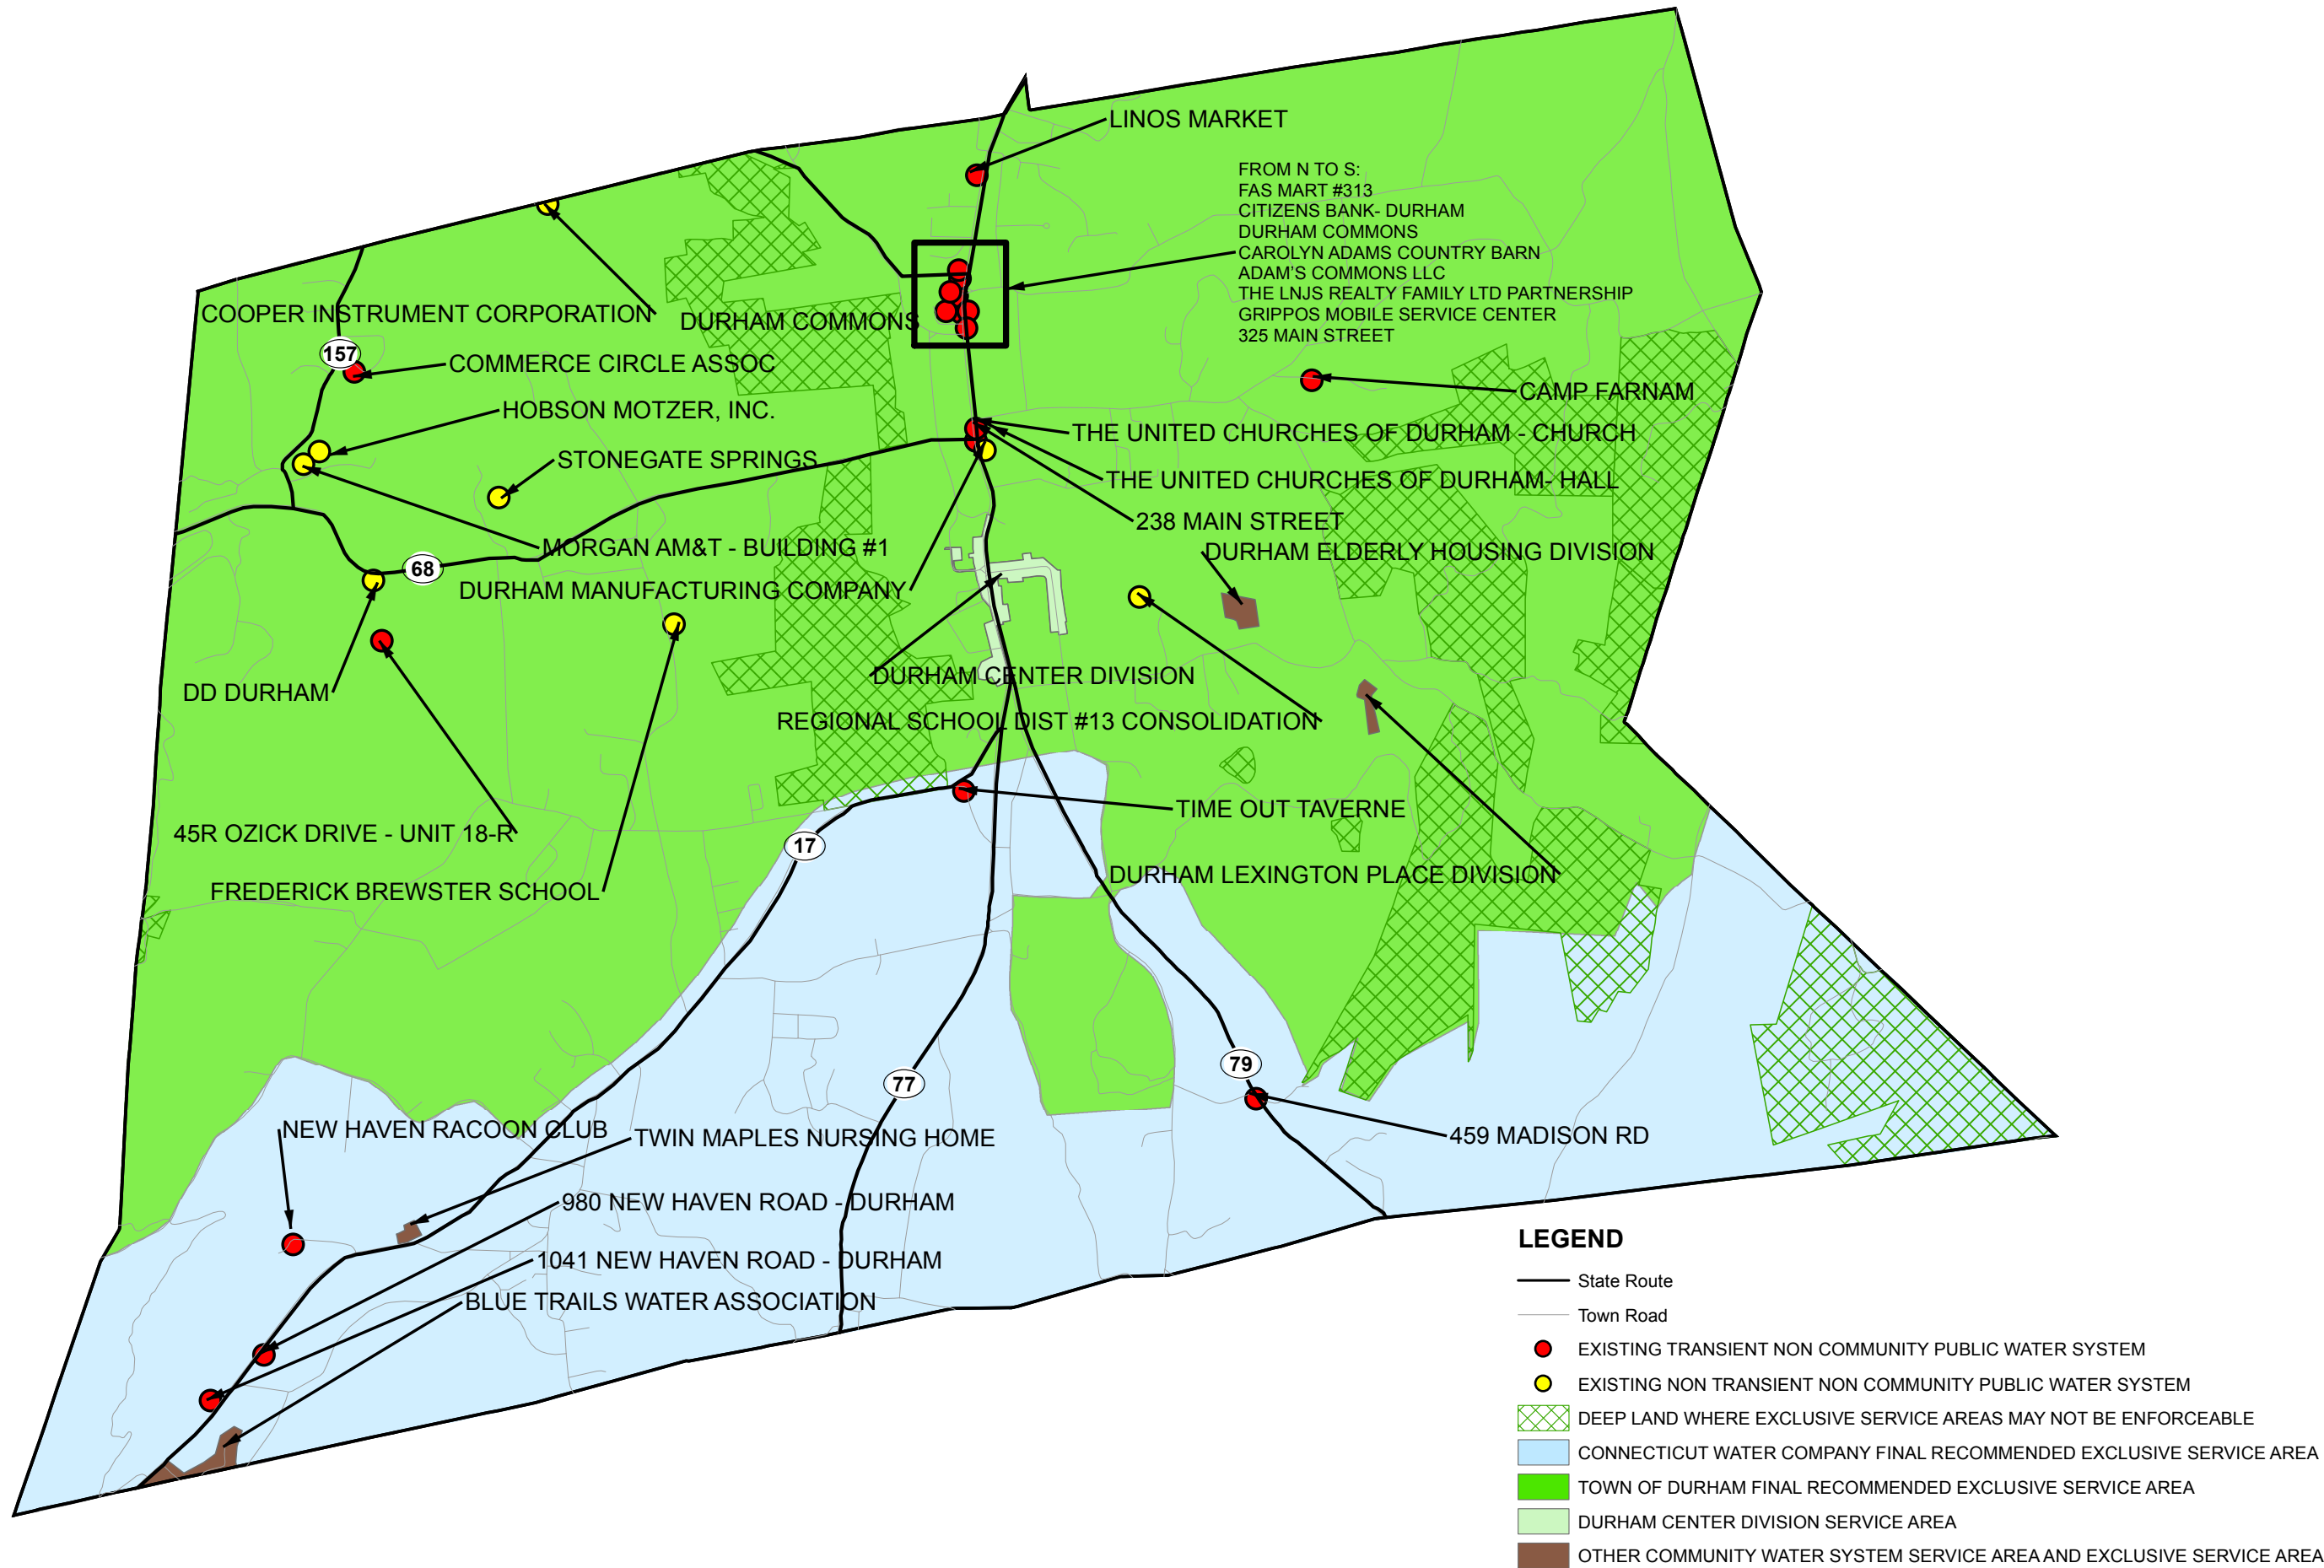 LINOS MARKET
FROM N TO S:
FAS MART #313
CITIZENS BANK- DURHAM
DURHAM COMMONS
CAROLYN ADAMS COUNTRY BARN
ADAM'S COMMONS LLC
THE LNJS REALTY FAMILY LTD PARTNERSHIP
GRIPPOS MOBILE SERVICE CENTER
325 MAIN STREET
COOPER INSTRUMENT CORPORATION
DURHAM COMMONS
157
COMMERCE CIRCLE ASSOC
CAMP FARNAM
HOBSON MOTZER, INC.
THE UNITED CHURCHES OF DURHAM - CHURCH
STONEGATE SPRINGS
THE UNITED CHURCHES OF DURHAM- HALL
238 MAIN STREET
MORGAN AM&T - BUILDING #1
DURHAM ELDERLY HOUSING DIVISION
68
DURHAM MANUFACTURING COMPANY
DURHAM CENTER DIVISION
DD DURHAM
REGIONAL SCHOOL DIST #13 CONSOLIDATION
TIME OUT TAVERNE
45R OZICK DRIVE - UNIT 18-R
17
DURHAM LEXINGTON PLACE DIVISION
FREDERICK BREWSTER SCHOOL
79
77
NEW HAVEN RACOON CLUB
TWIN MAPLES NURSING HOME
459 MADISON RD
980 NEW HAVEN ROAD - DURHAM
1041 NEW HAVEN ROAD - DURHAM
BLUE TRAILS WATER ASSOCIATION
LEGEND
State Route
Town Road
EXISTING TRANSIENT NON COMMUNITY PUBLIC WATER SYSTEM
EXISTING NON TRANSIENT NON COMMUNITY PUBLIC WATER SYSTEM
DEEP LAND WHERE EXCLUSIVE SERVICE AREAS MAY NOT BE ENFORCEABLE
CONNECTICUT WATER COMPANY FINAL RECOMMENDED EXCLUSIVE SERVICE AREA
TOWN OF DURHAM FINAL RECOMMENDED EXCLUSIVE SERVICE AREA
DURHAM CENTER DIVISION SERVICE AREA
OTHER COMMUNITY WATER SYSTEM SERVICE AREA AND EXCLUSIVE SERVICE AREA